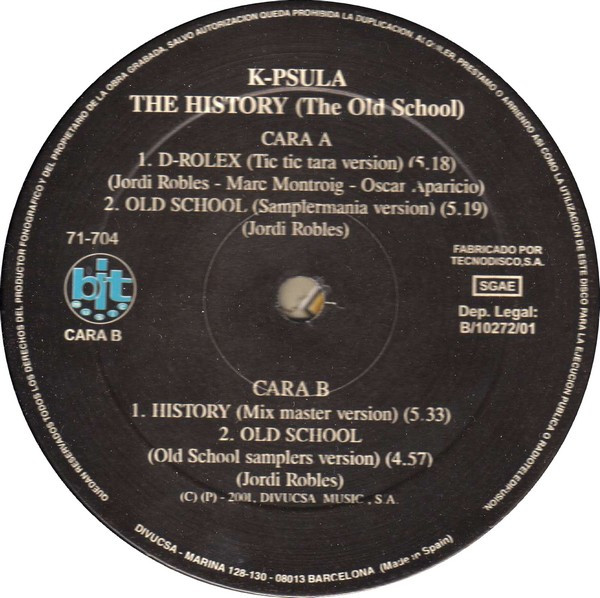 QUEDAN RESERVADOS TODOS LOS DERECHOS DEL PRODUCTOR FONOGRAFICO Y DEL PROPIETARIO DE LA OBRA GRABADA, SALVO AUTORIZACION QUEDA PROHIBIDA LA DUPLICACION, ALQUILER, PRESTAMO O ARRIENDO ASI COMO LA UTILIZACION DE ESTE DISCO PARA LA EJECUCION PUBLICA O RADIOTELEDIFUSION.
K-PSULA
THE HISTORY (The Old School)
CARA A
1. D-ROLEX (Tic tic tara version) (5.18)
(Jordi Robles - Marc Montroig - Oscar Aparicio)
2. OLD SCHOOL (Samplermania version) (5.19)
(Jordi Robles)
71-704
bit
CARA B
FABRICADO POR
TECNODISCO,S.A.
SGAE
Dep. Legal:
B/10272/01
CARA B
1. HISTORY (Mix master version) (5.33)
2. OLD SCHOOL
(Old School samplers version) (4.57)
(Jordi Robles)
(C) (P) - 2001, DIVUCSA MUSIC , S.A.
DIVUCSA - MARINA 128-130 - 08013 BARCELONA (Made in Spain)